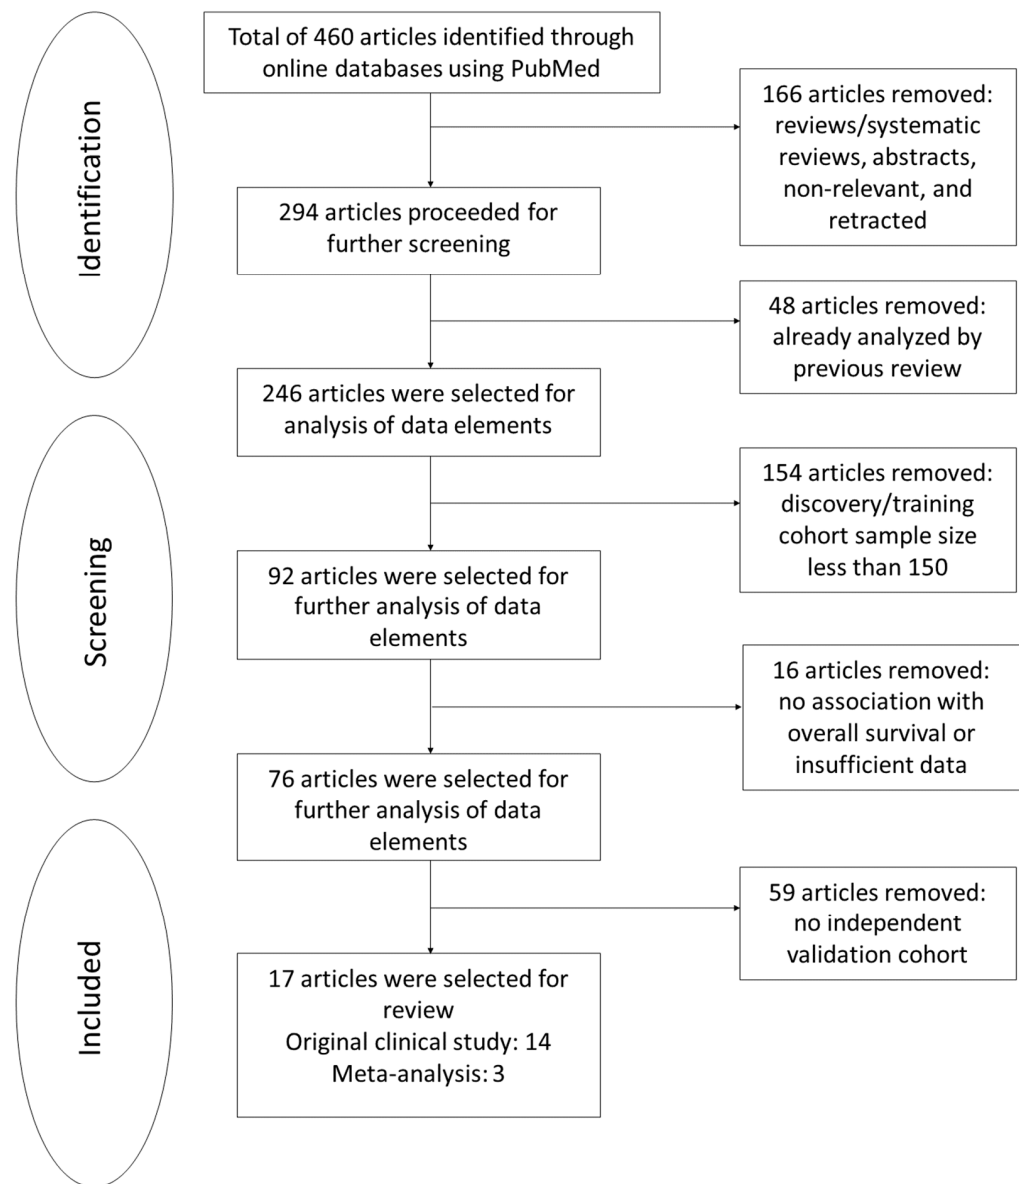 Identification
Total of 460 articles identified through
online databases using PubMed
166 articles removed:
reviews/systematic
reviews, abstracts,
non-relevant, and
retracted
294 articles proceeded for
further screening
48 articles removed:
already analyzed by
previous review
246 articles were selected for
analysis of data elements
Screening
154 articles removed:
discovery/training
cohort sample size
less than 150
92 articles were selected for
further analysis of data
elements
16 articles removed:
no association with
overall survival or
insufficient data
76 articles were selected for
further analysis of data
elements
Included
59 articles removed:
no independent
validation cohort
17 articles were selected for
review
Original clinical study: 14
Meta-analysis: 3